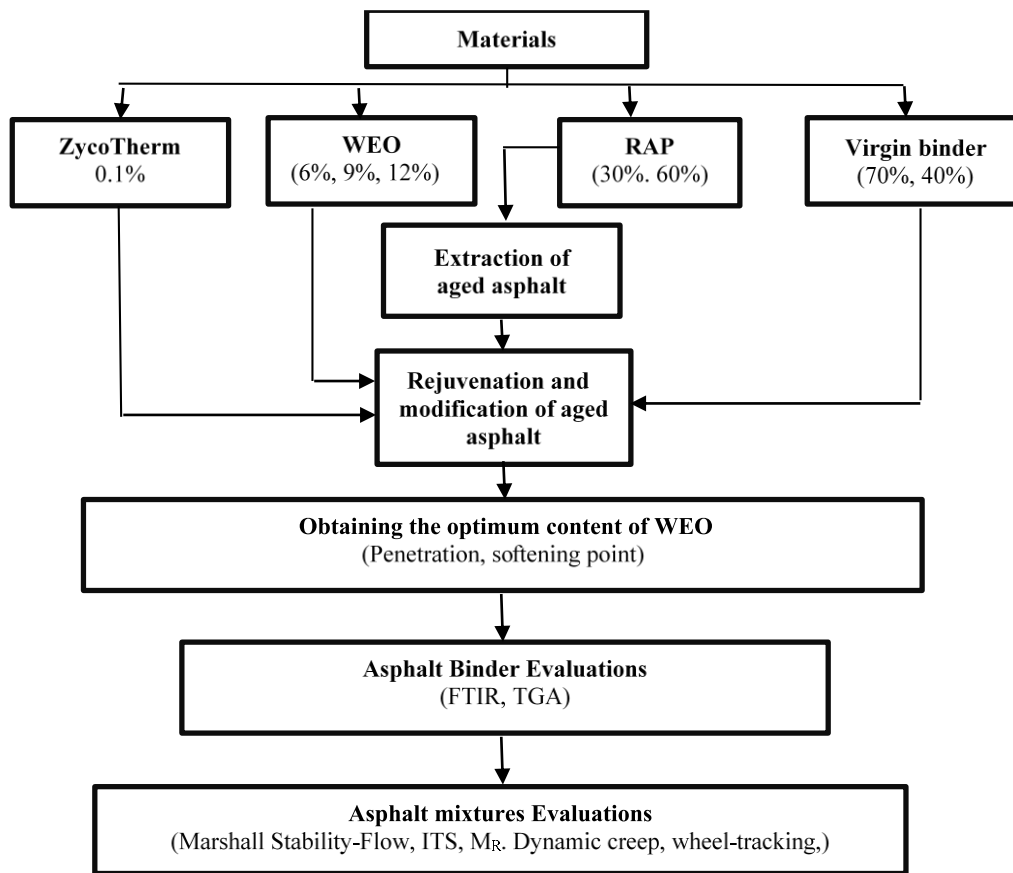 Materials
ZycoTherm
0.1%
WEO
(6%, 9%, 12%)
RAP
(30%. 60%)
Virgin binder
(70%, 40%)
Extraction of
aged asphalt
Rejuvenation and
modification of aged
asphalt
Obtaining the optimum content of WEO
(Penetration, softening point)
Asphalt Binder Evaluations
(FTIR, TGA)
Asphalt mixtures Evaluations
(Marshall Stability-Flow, ITS, MR. Dynamic creep, wheel-tracking,)